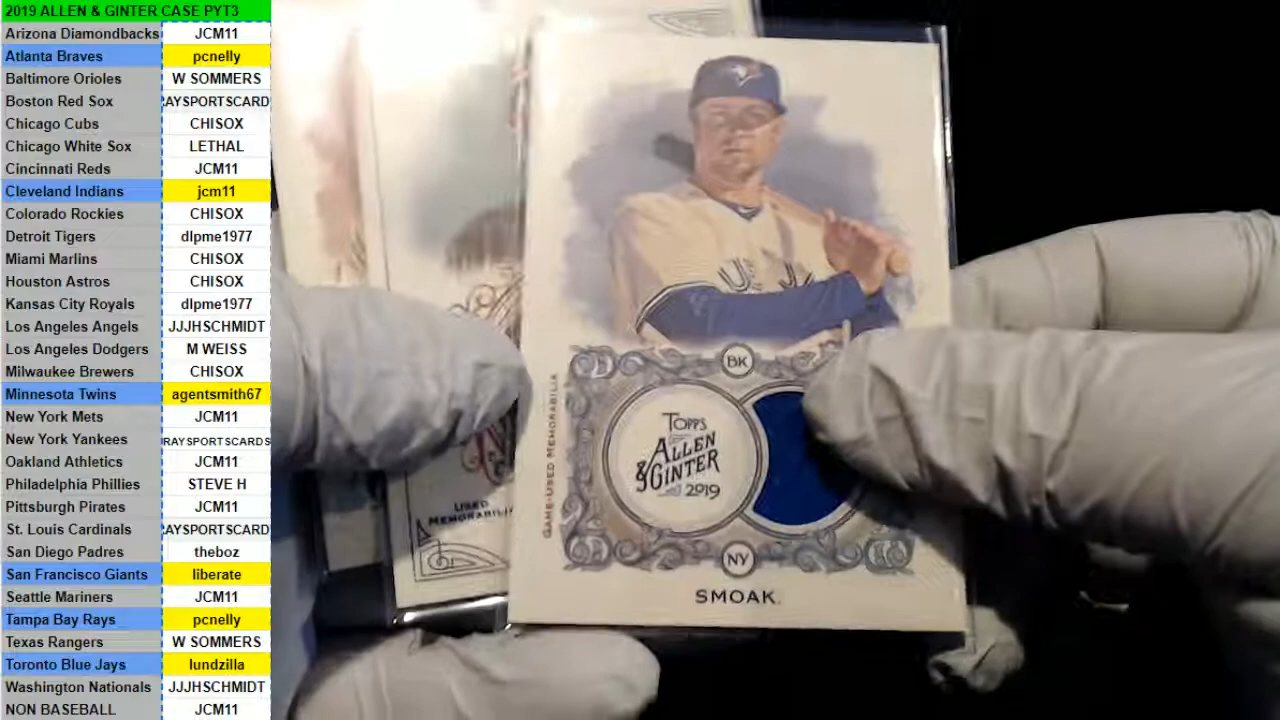 2019 ALLEN & GINTER CASE PYT3
Arizona Diamondbacks JCM11
Atlanta Braves pcnelly
Baltimore Orioles W SOMMERS
Boston Red Sox RAYSPORTSCARD
Chicago Cubs CHISOX
Chicago White Sox LETHAL
Cincinnati Reds JCM11
Cleveland Indians jcm11
Colorado Rockies CHISOX
Detroit Tigers dlpme1977
Miami Marlins CHISOX
Houston Astros CHISOX
Kansas City Royals dlpme1977
Los Angeles Angels JJJHSCHMIDT
Los Angeles Dodgers M WEISS
Milwaukee Brewers CHISOX
Minnesota Twins agentsmith67
New York Mets JCM11
New York Yankees RAYSPORTSCARDS
Oakland Athletics JCM11
Philadelphia Phillies STEVE H
Pittsburgh Pirates JCM11
St. Louis Cardinals RAYSPORTSCARD
San Diego Padres theboz
San Francisco Giants liberate
Seattle Mariners JCM11
Tampa Bay Rays pcnelly
Texas Rangers W SOMMERS
Toronto Blue Jays lundzilla
Washington Nationals JJJHSCHMIDT
NON BASEBALL JCM11
BK
GAME-USED MEMORABILIA
TOPPS
ALLEN
& GINTER
2019
NY
SMOAK.
USED
MEMORABILIA